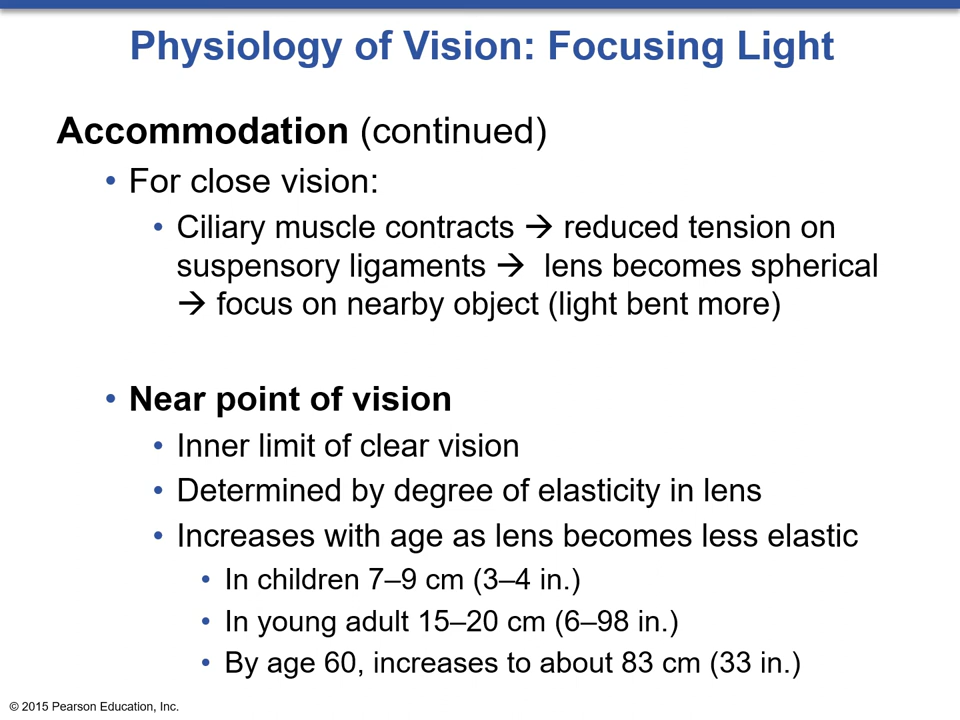 Physiology of Vision: Focusing Light
Accommodation (continued)
• For close vision:
• Ciliary muscle contracts → reduced tension on
suspensory ligaments → lens becomes spherical
→ focus on nearby object (light bent more)
• Near point of vision
• Inner limit of clear vision
• Determined by degree of elasticity in lens
• Increases with age as lens becomes less elastic
• In children 7–9 cm (3–4 in.)
• In young adult 15–20 cm (6–98 in.)
• By age 60, increases to about 83 cm (33 in.)
© 2015 Pearson Education, Inc.